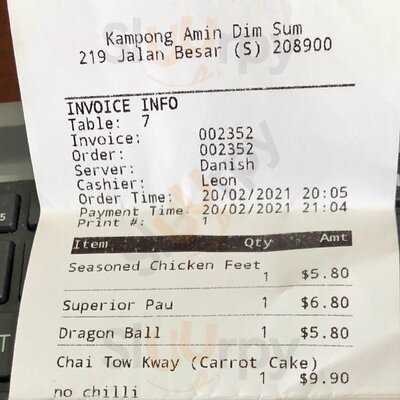 Kampong Amin Dim Sum
219 Jalan Besar (S) 208900
INVOICE INFO
Table: 7
Invoice: 002352
Order: 002352
Server: Danish
Cashier: Leon
Order Time: 20/02/2021 20:05
Payment Time: 20/02/2021 21:04
Print #: 1
Item Qty Amt
Seasoned Chicken Feet
1 $5.80
Superior Pau 1 $6.80
Dragon Ball 1 $5.80
Chai Tow Kway (Carrot Cake)
1 $9.90
no chilli